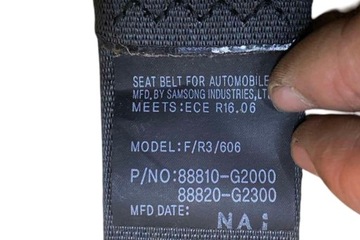 SEAT BELT FOR AUTOMOBILE
MFD, BY SAMSONG INDUSTRIES, LT
MEETS: ECE R16.06
MODEL: F/R3/606
P/NO: 88810-G2000
88820-G2300
MFD DATE: NA i